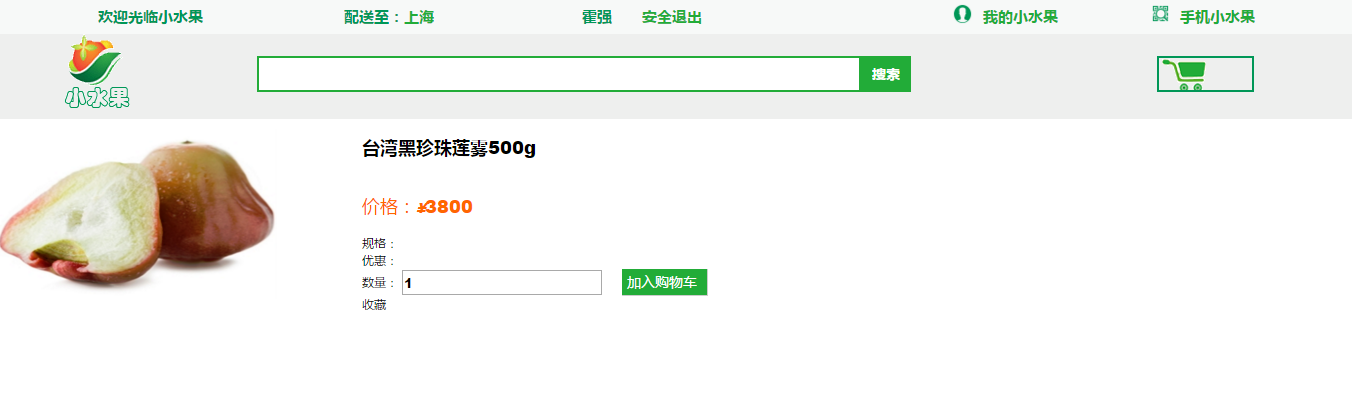 欢迎光临小水果 配送至：上海 霍强 安全退出 我的小水果 手机小水果
小水果
搜索
台湾黑珍珠莲雾500g
价格：¥3800
规格：
优惠：
数量： 1 加入购物车
收藏